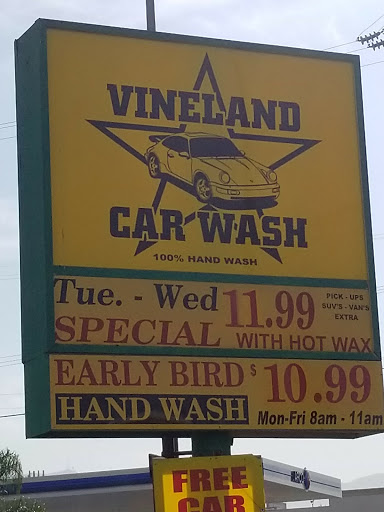 VINELAND
CAR WASH
100% HAND WASH
Tue. - Wed 11.99
PICK - UPS
SUV'S - VAN'S
EXTRA
SPECIAL WITH HOT WAX
EARLY BIRD $10.99
HAND WASH Mon-Fri 8am - 11am
FREE
CAR